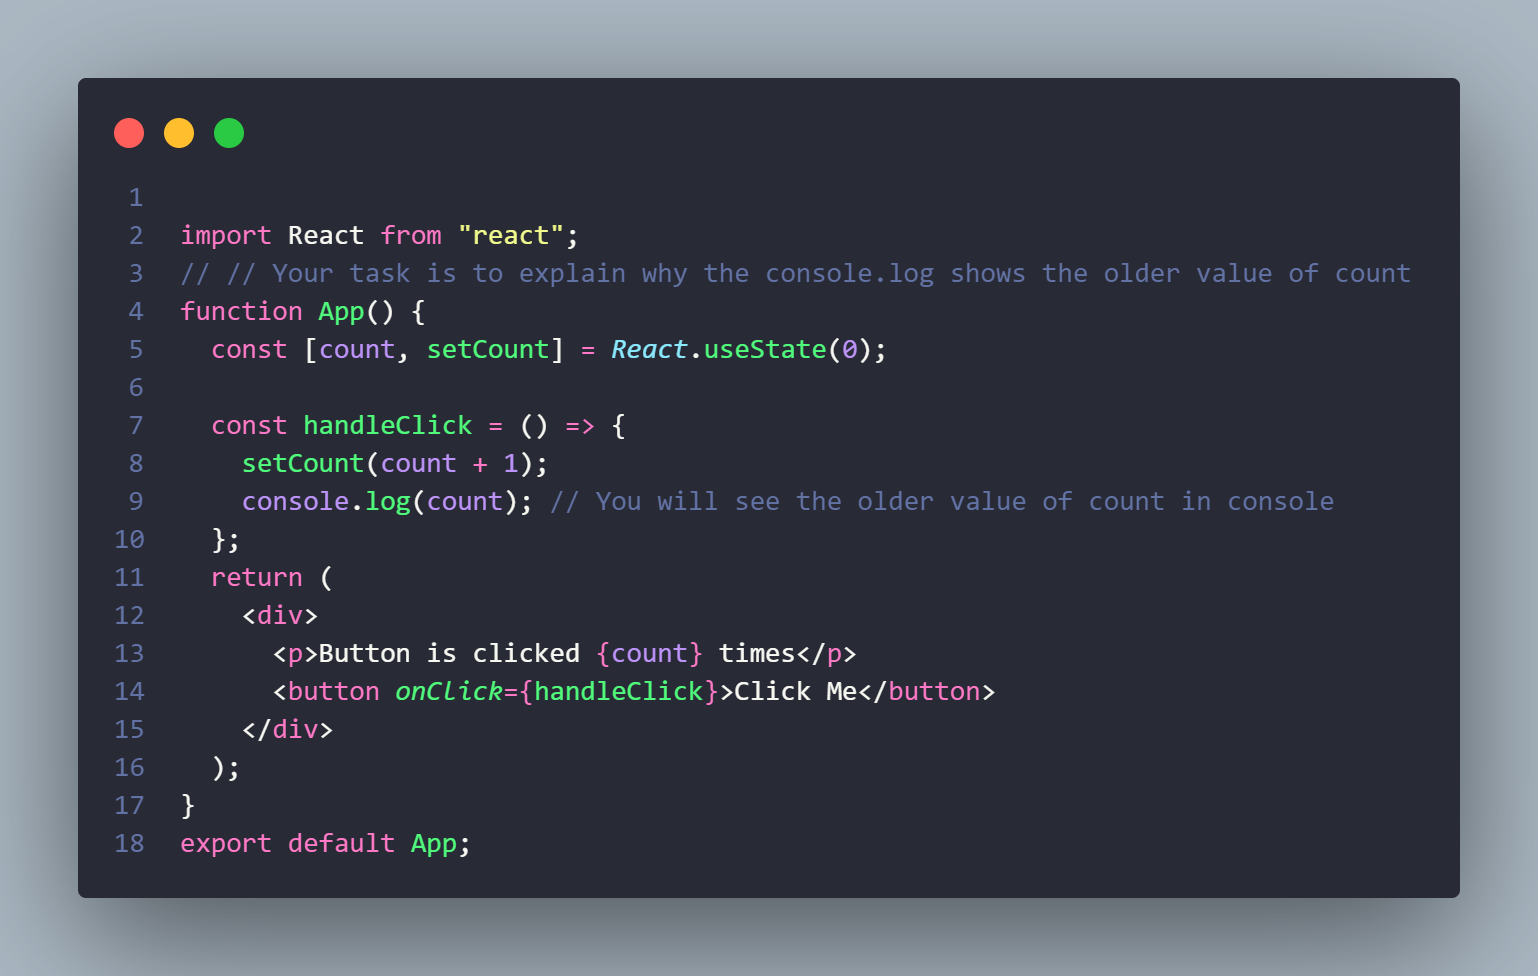 1
2 import React from "react";
3 // // Your task is to explain why the console.log shows the older value of count
4 function App() {
5   const [count, setCount] = React.useState(0);
6
7   const handleClick = () => {
8     setCount(count + 1);
9     console.log(count); // You will see the older value of count in console
10   };
11   return (
12     <div>
13       <p>Button is clicked {count} times</p>
14       <button onClick={handleClick}>Click Me</button>
15     </div>
16   );
17 }
18 export default App;